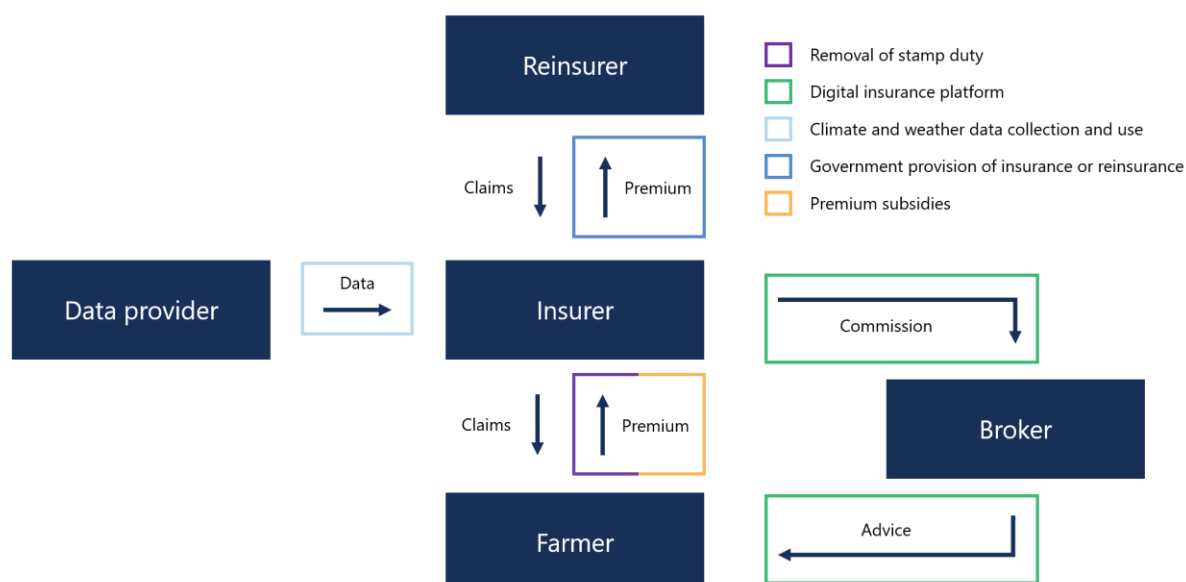 Reinsurer
Removal of stamp duty
Digital insurance platform
Climate and weather data collection and use
Government provision of insurance or reinsurance
Premium subsidies
Claims
Premium
Data provider
Data
Insurer
Commission
Claims
Premium
Broker
Farmer
Advice